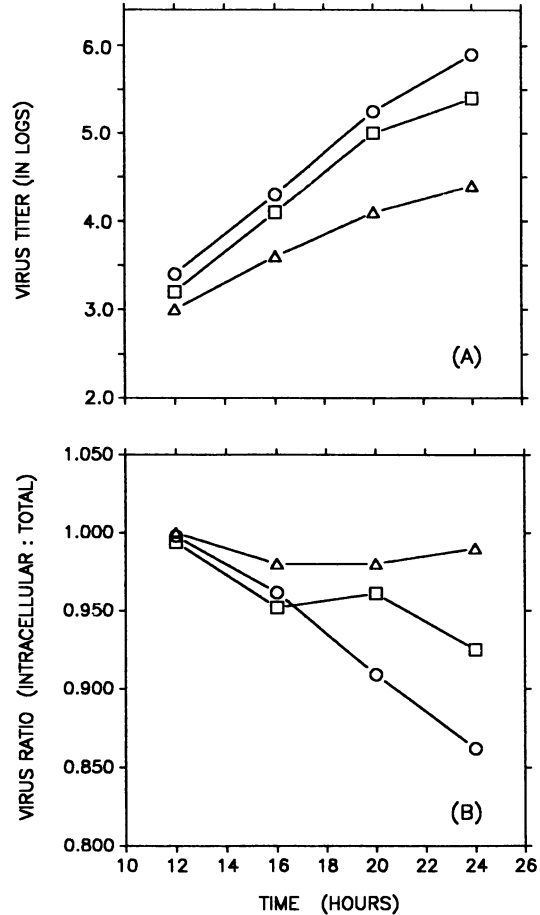 6.0
5.0
4.0
3.0
2.0
VIRUS TITER (IN LOGS)
(A)
1.050
1.000
0.950
0.900
0.850
0.800
VIRUS RATIO (INTRACELLULAR : TOTAL)
(B)
10 12 14 16 18 20 22 24 26
TIME (HOURS)